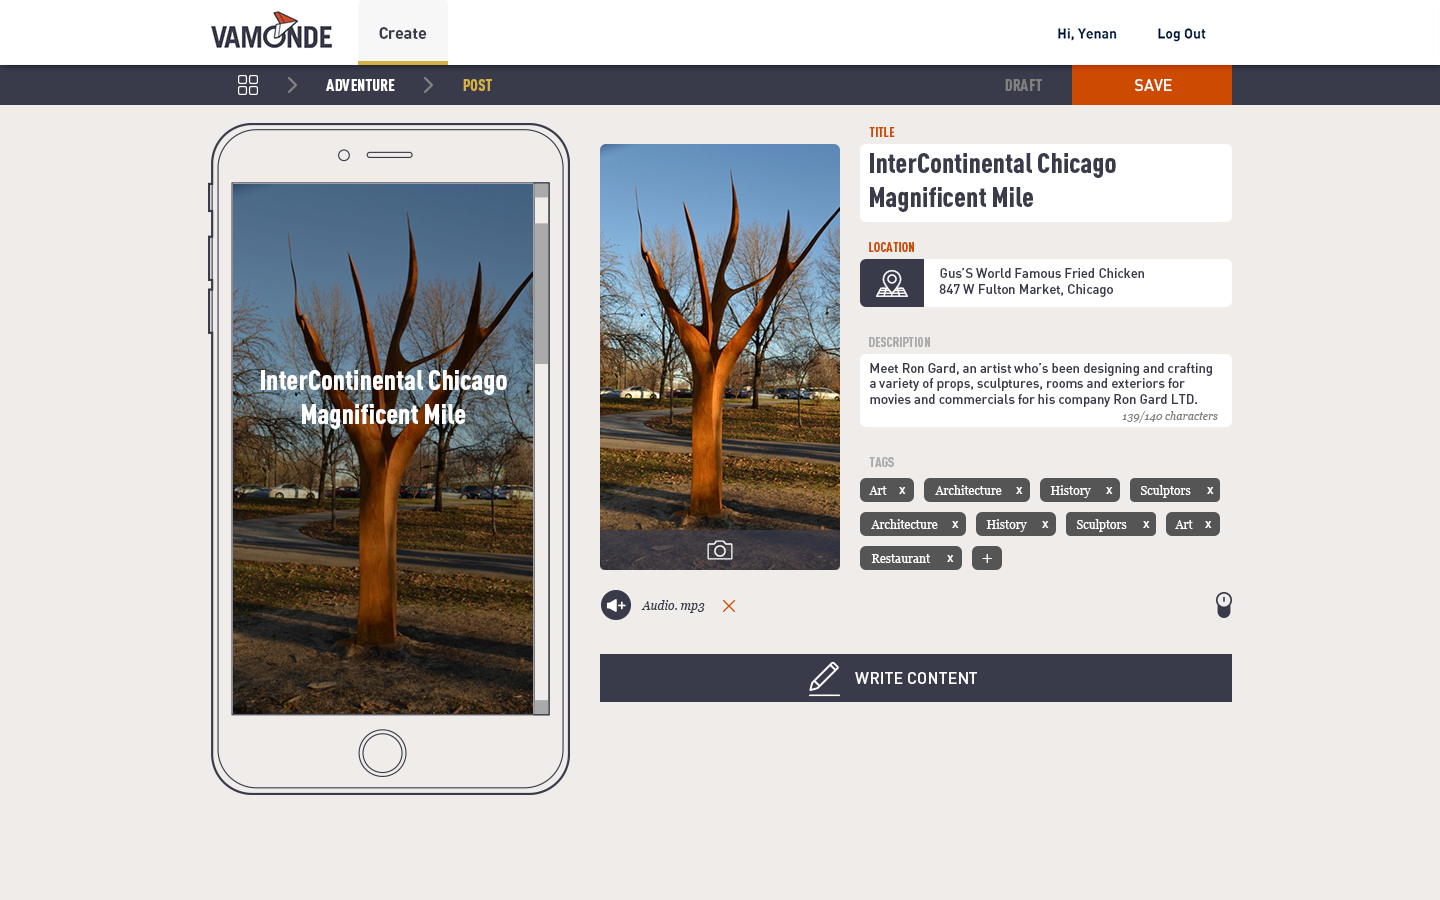 VAMONDE
Create
Hi, Yenan
Log Out
ADVENTURE
POST
DRAFT
SAVE
InterContinental Chicago
Magnificent Mile
TITLE
InterContinental Chicago
Magnificent Mile
LOCATION
Gus'S World Famous Fried Chicken
847 W Fulton Market, Chicago
DESCRIPTION
Meet Ron Gard, an artist who's been designing and crafting
a variety of props, sculptures, rooms and exteriors for
movies and commercials for his company Ron Gard LTD.
139/140 characters
TAGS
Art x Architecture x History x Sculptors x
Architecture x History x Sculptors x Art x
Restaurant x +
Audio. mp3
WRITE CONTENT